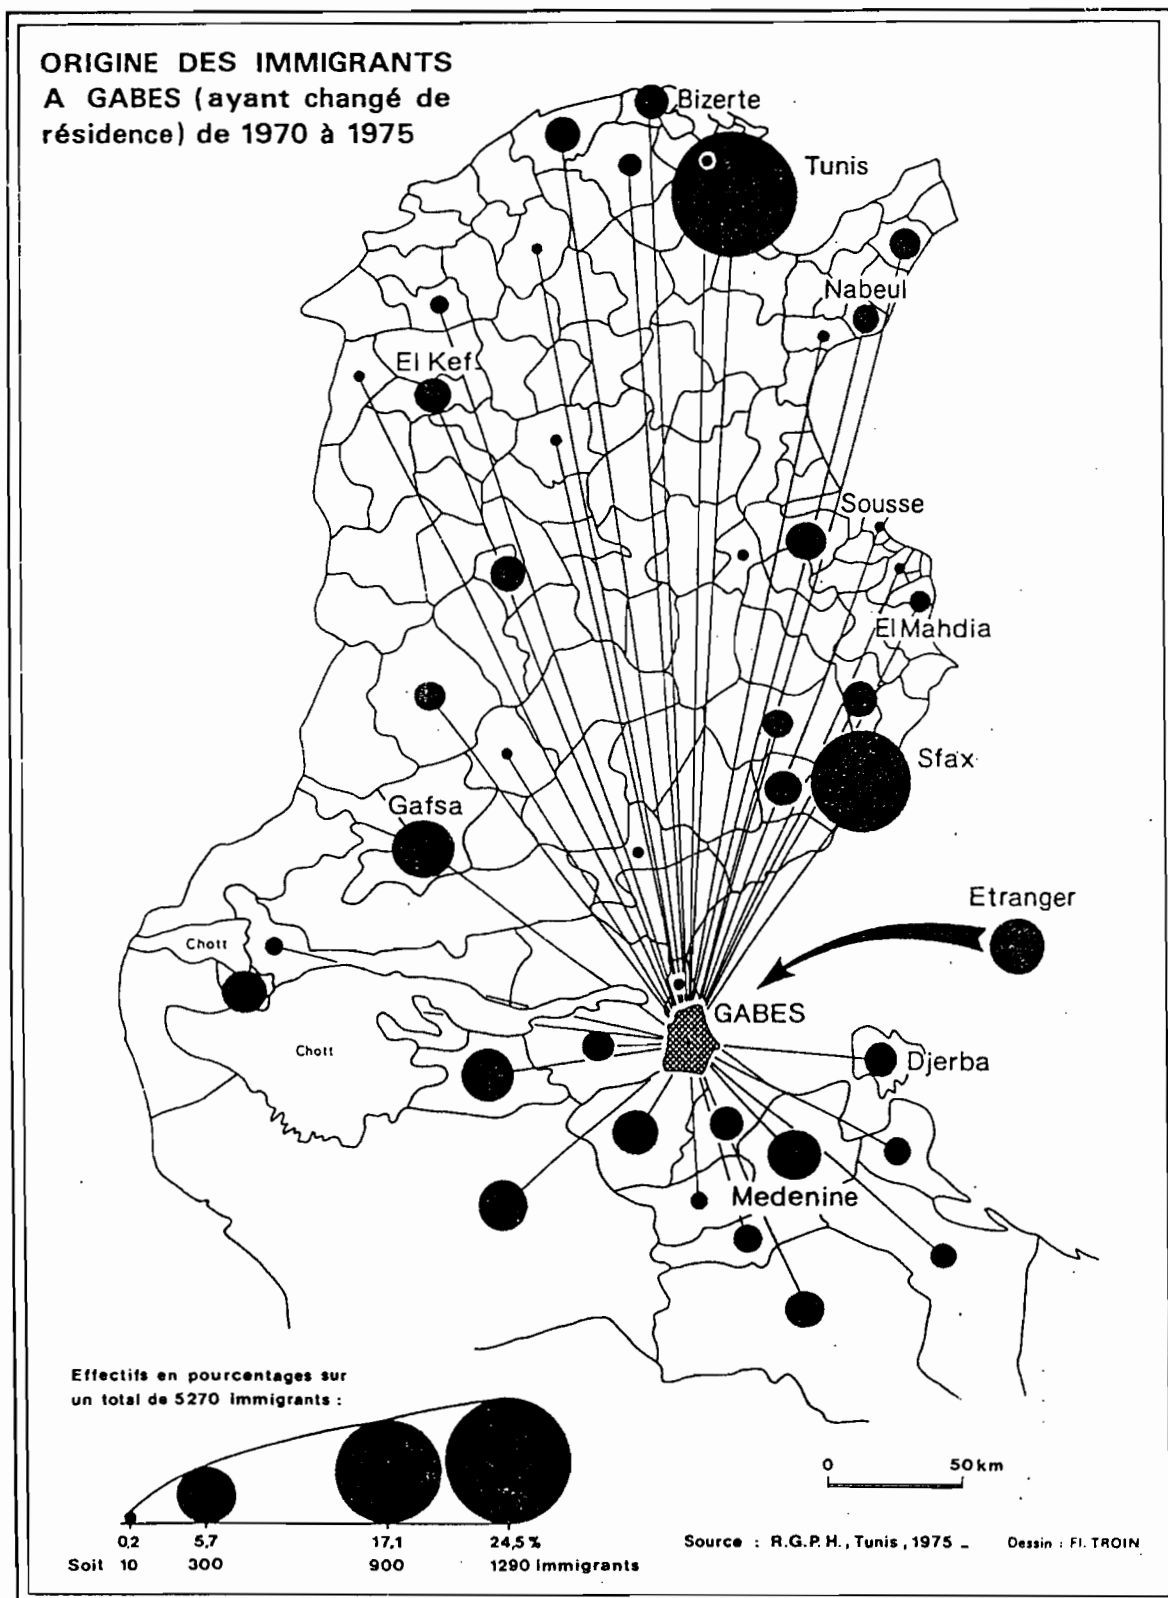 ORIGINE DES IMMIGRANTS
A GABES (ayant changé de
résidence) de 1970 à 1975
Bizerte
Tunis
Nabeul
El Kef
Sousse
El Mahdia
Sfax
Gafsa
Etranger
Chott
GABES
Chott
Djerba
Medenine
Effectifs en pourcentages sur
un total de 5270 immigrants :
0 50 km
0,2 5,7 17,1 24,5 %
Soit 10 300 900 1290 Immigrants
Source : R.G.P.H., Tunis, 1975 _ Dessin : Fl. TROIN